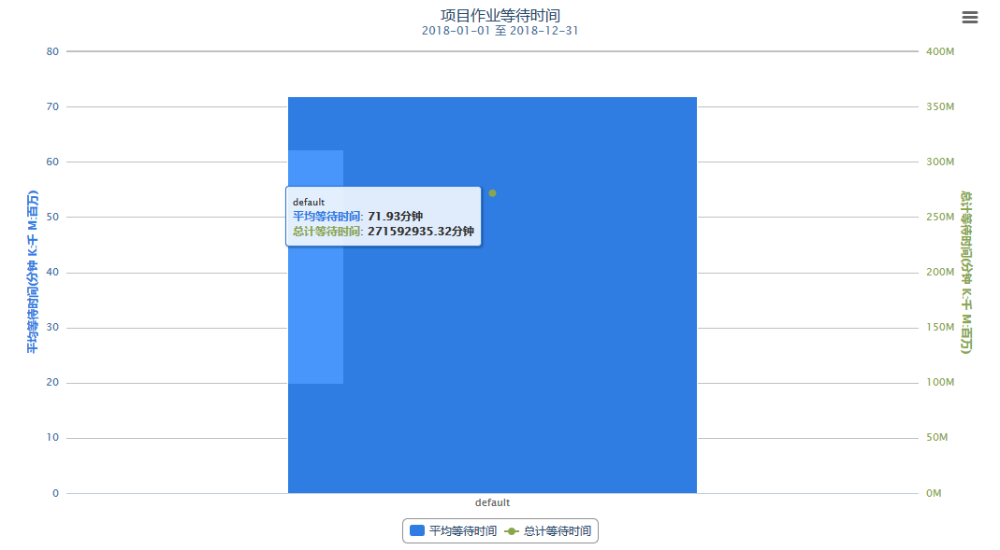 项目作业等待时间
2018-01-01 至 2018-12-31
80
70
60
50
40
30
20
10
0
平均等待时间(分钟 K:千 M:百万)
400M
350M
300M
250M
200M
150M
100M
50M
0M
总计等待时间(分钟 K:千 M:百万)
default
平均等待时间: 71.93分钟
总计等待时间: 271592935.32分钟
default
平均等待时间 总计等待时间